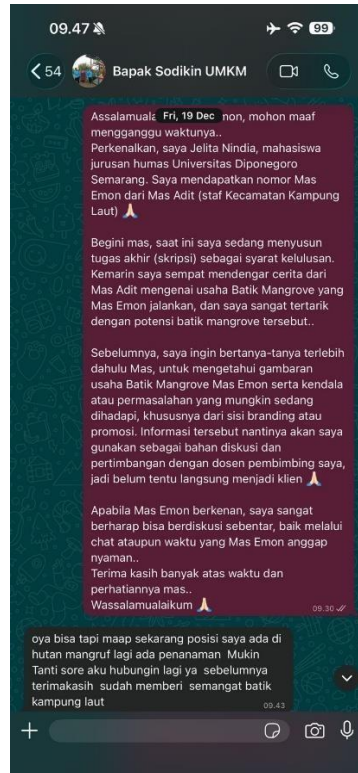 09.47
99
54
Bapak Sodikin UMKM
Fri, 19 Dec
mon, mohon maaf
mengganggu waktunya..
Perkenalkan, saya Jelita Nindia, mahasiswa
jurusan humas Universitas Diponegoro
Semarang. Saya mendapatkan nomor Mas
Emon dari Mas Adit (staf Kecamatan Kampung
Laut) 🙏🏻
Begini mas, saat ini saya sedang menyusun
tugas akhir (skripsi) sebagai syarat kelulusan.
Kemarin saya sempat mendengar cerita dari
Mas Adit mengenai usaha Batik Mangrove yang
Mas Emon jalankan, dan saya sangat tertarik
dengan potensi batik mangrove tersebut..
Sebelumnya, saya ingin bertanya-tanya terlebih
dahulu Mas, untuk mengetahui gambaran
usaha Batik Mangrove Mas Emon serta kendala
atau permasalahan yang mungkin sedang
dihadapi, khususnya dari sisi branding atau
promosi. Informasi tersebut nantinya akan saya
gunakan sebagai bahan diskusi dan
pertimbangan dengan dosen pembimbing saya,
jadi belum tentu langsung menjadi klien 🙏🏻
Apabila Mas Emon berkenan, saya sangat
berharap bisa berdiskusi sebentar, baik melalui
chat ataupun waktu yang Mas Emon anggap
nyaman..
Terima kasih banyak atas waktu dan
perhatiannya mas..
Wassalamualaikum 🙏🏻
09.30
oya bisa tapi maap sekarang posisi saya ada di
hutan mangruf lagi ada penanaman Mukin
Tanti sore aku hubungin lagi ya sebelumnya
terimakasih sudah memberi semangat batik
kampung laut
09.43